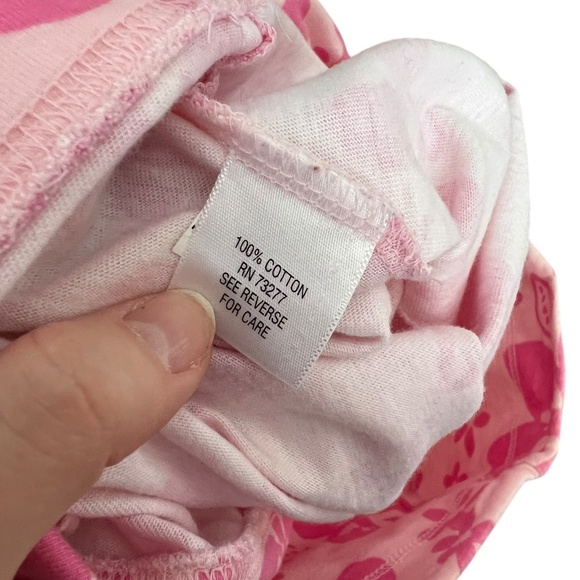 100% COTTON
RN 73277
SEE REVERSE
FOR CARE